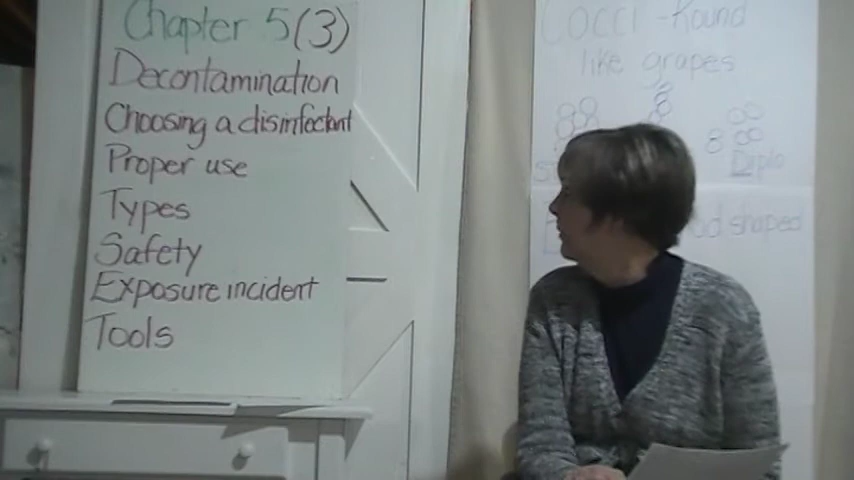 Chapter 5(3)
Decontamination
Choosing a disinfectant
Proper use
Types
Safety
Exposure incident
Tools
COCCI - Round
like grapes
Diplo
shaped